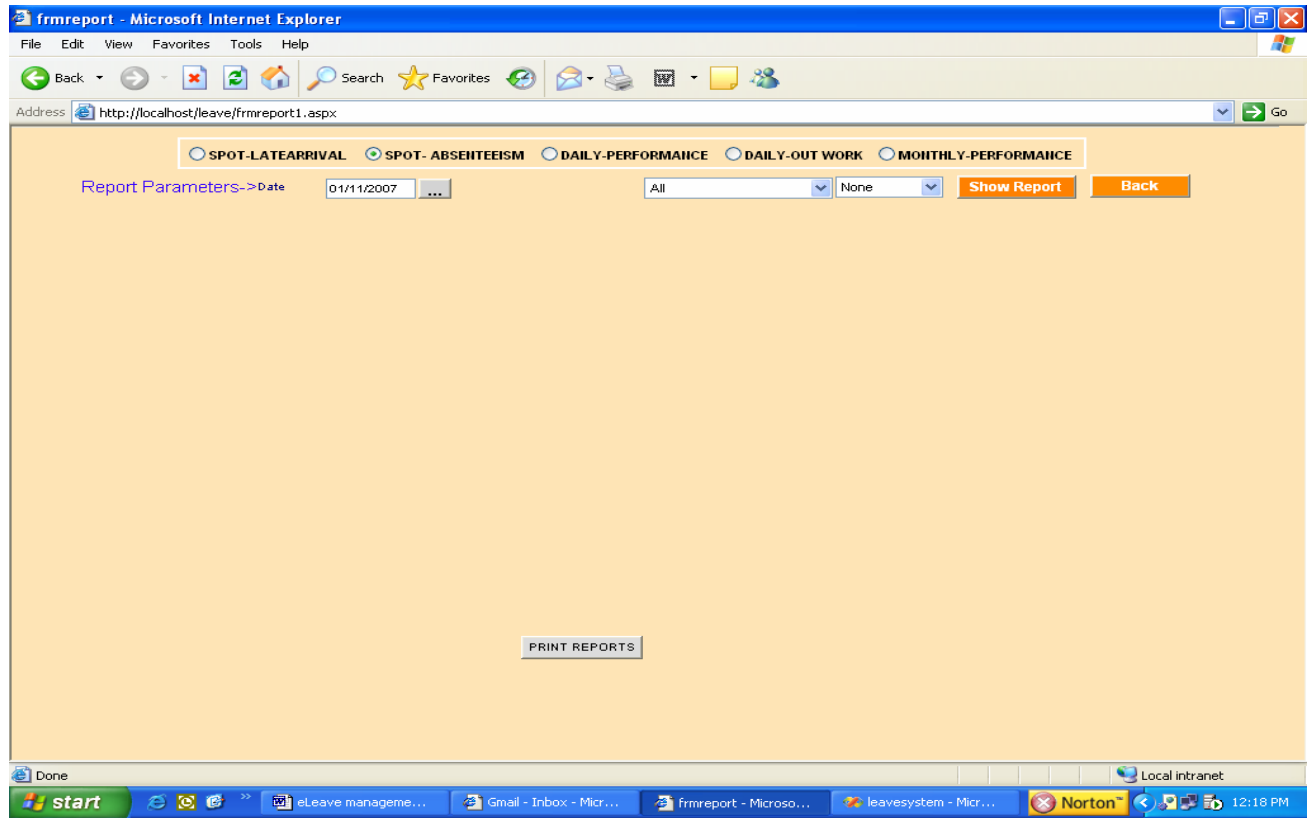 frmreport - Microsoft Internet Explorer
File Edit View Favorites Tools Help
Back Search Favorites
Address http://localhost/leave/frmreport1.aspx Go
SPOT-LATEARRIVAL SPOT- ABSENTEEISM DAILY-PERFORMANCE DAILY-OUT WORK MONTHLY-PERFORMANCE
Report Parameters->Date 01/11/2007 ... All None Show Report Back
PRINT REPORTS
Done Local intranet
start eLeave manageme... Gmail - Inbox - Micr... frmreport - Microso... leavesystem - Micr... Norton™ 12:18 PM